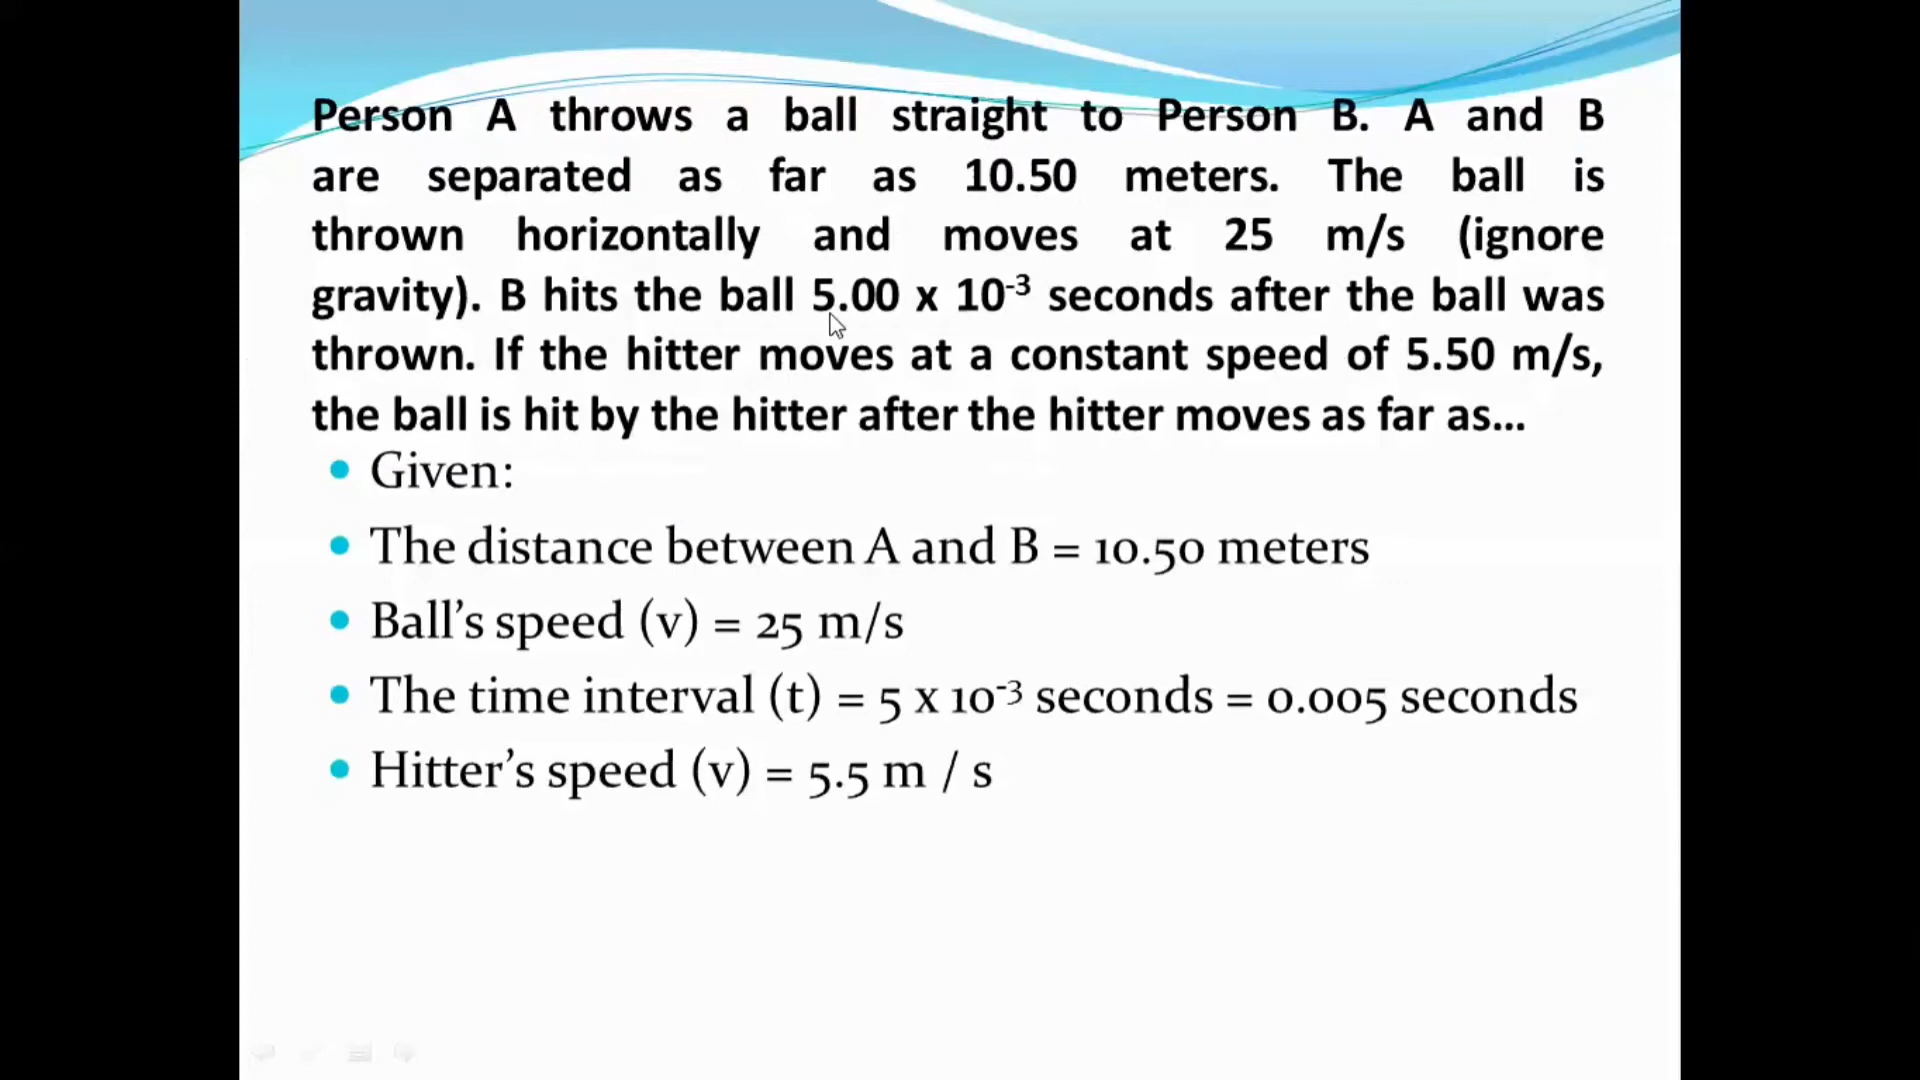 Person A throws a ball straight to Person B. A and B
are separated as far as 10.50 meters. The ball is
thrown horizontally and moves at 25 m/s (ignore
gravity). B hits the ball 5.00 x 10⁻³ seconds after the ball was
thrown. If the hitter moves at a constant speed of 5.50 m/s,
the ball is hit by the hitter after the hitter moves as far as...
• Given:
• The distance between A and B = 10.50 meters
• Ball’s speed (v) = 25 m/s
• The time interval (t) = 5 x 10⁻³ seconds = 0.005 seconds
• Hitter’s speed (v) = 5.5 m / s